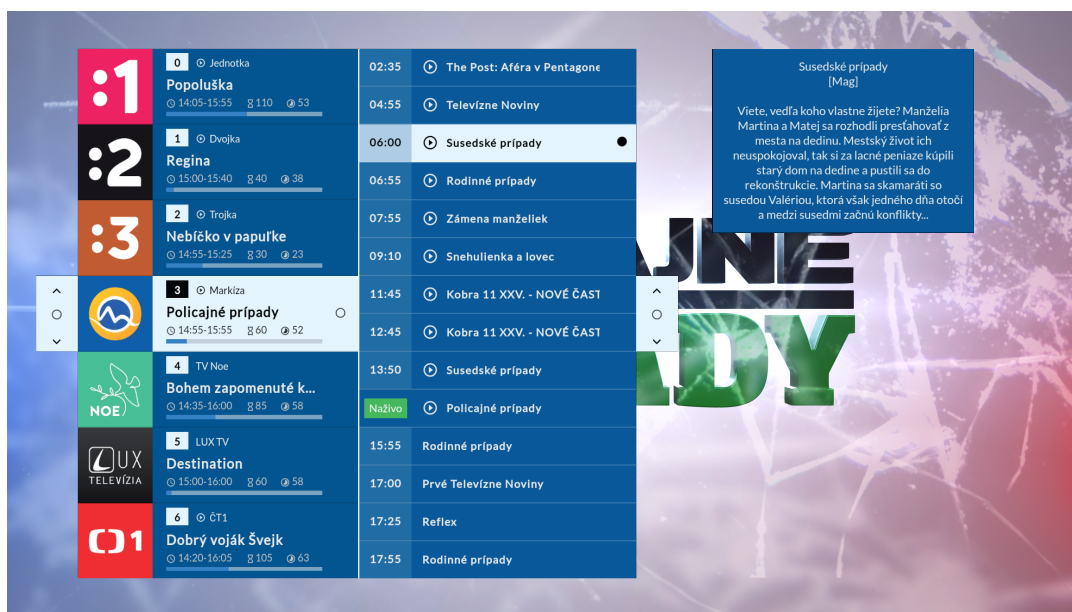 :1
0 Jednotka
Popoluška
14:05-15:55 110 53
:2
1 Dvojka
Regina
15:00-15:40 40 38
:3
2 Trojka
Nebíčko v papuľke
14:55-15:25 30 23
3 Markíza
Policajné prípady
14:55-15:55 60 52
NOE
4 TV Noe
Bohem zapomenuté k...
14:35-16:00 85 58
LUX
TELEVÍZIA
5 LUX TV
Destination
15:00-16:00 60 58
1
6 ČT1
Dobrý voják Švejk
14:20-16:05 105 63
02:35 The Post: Aféra v Pentagone
04:55 Televízne Noviny
06:00 Susedské prípady
06:55 Rodinné prípady
07:55 Zámena manželiek
09:10 Snehulienka a lovec
11:45 Kobra 11 XXV. - NOVÉ ČAST
12:45 Kobra 11 XXV. - NOVÉ ČAST
13:50 Susedské prípady
Naživo Policajné prípady
15:55 Rodinné prípady
17:00 Prvé Televízne Noviny
17:25 Reflex
17:55 Rodinné prípady
Susedské prípady
[Mag]
Viete, vedľa koho vlastne žijete? Manželia
Martina a Matej sa rozhodli presťahovať z
mesta na dedinu. Mestský život ich
neuspokojoval, tak si za lacné peniaze kúpili
starý dom na dedine a pustili sa do
rekonštrukcie. Martina sa skamaráti so
susedou Valériou, ktorá však jedného dňa otočí
a medzi susedmi začnú konflikty...
AJNÉ
ADY